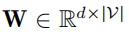 𝐖 ∈ ℝ^{d×|𝒱|}